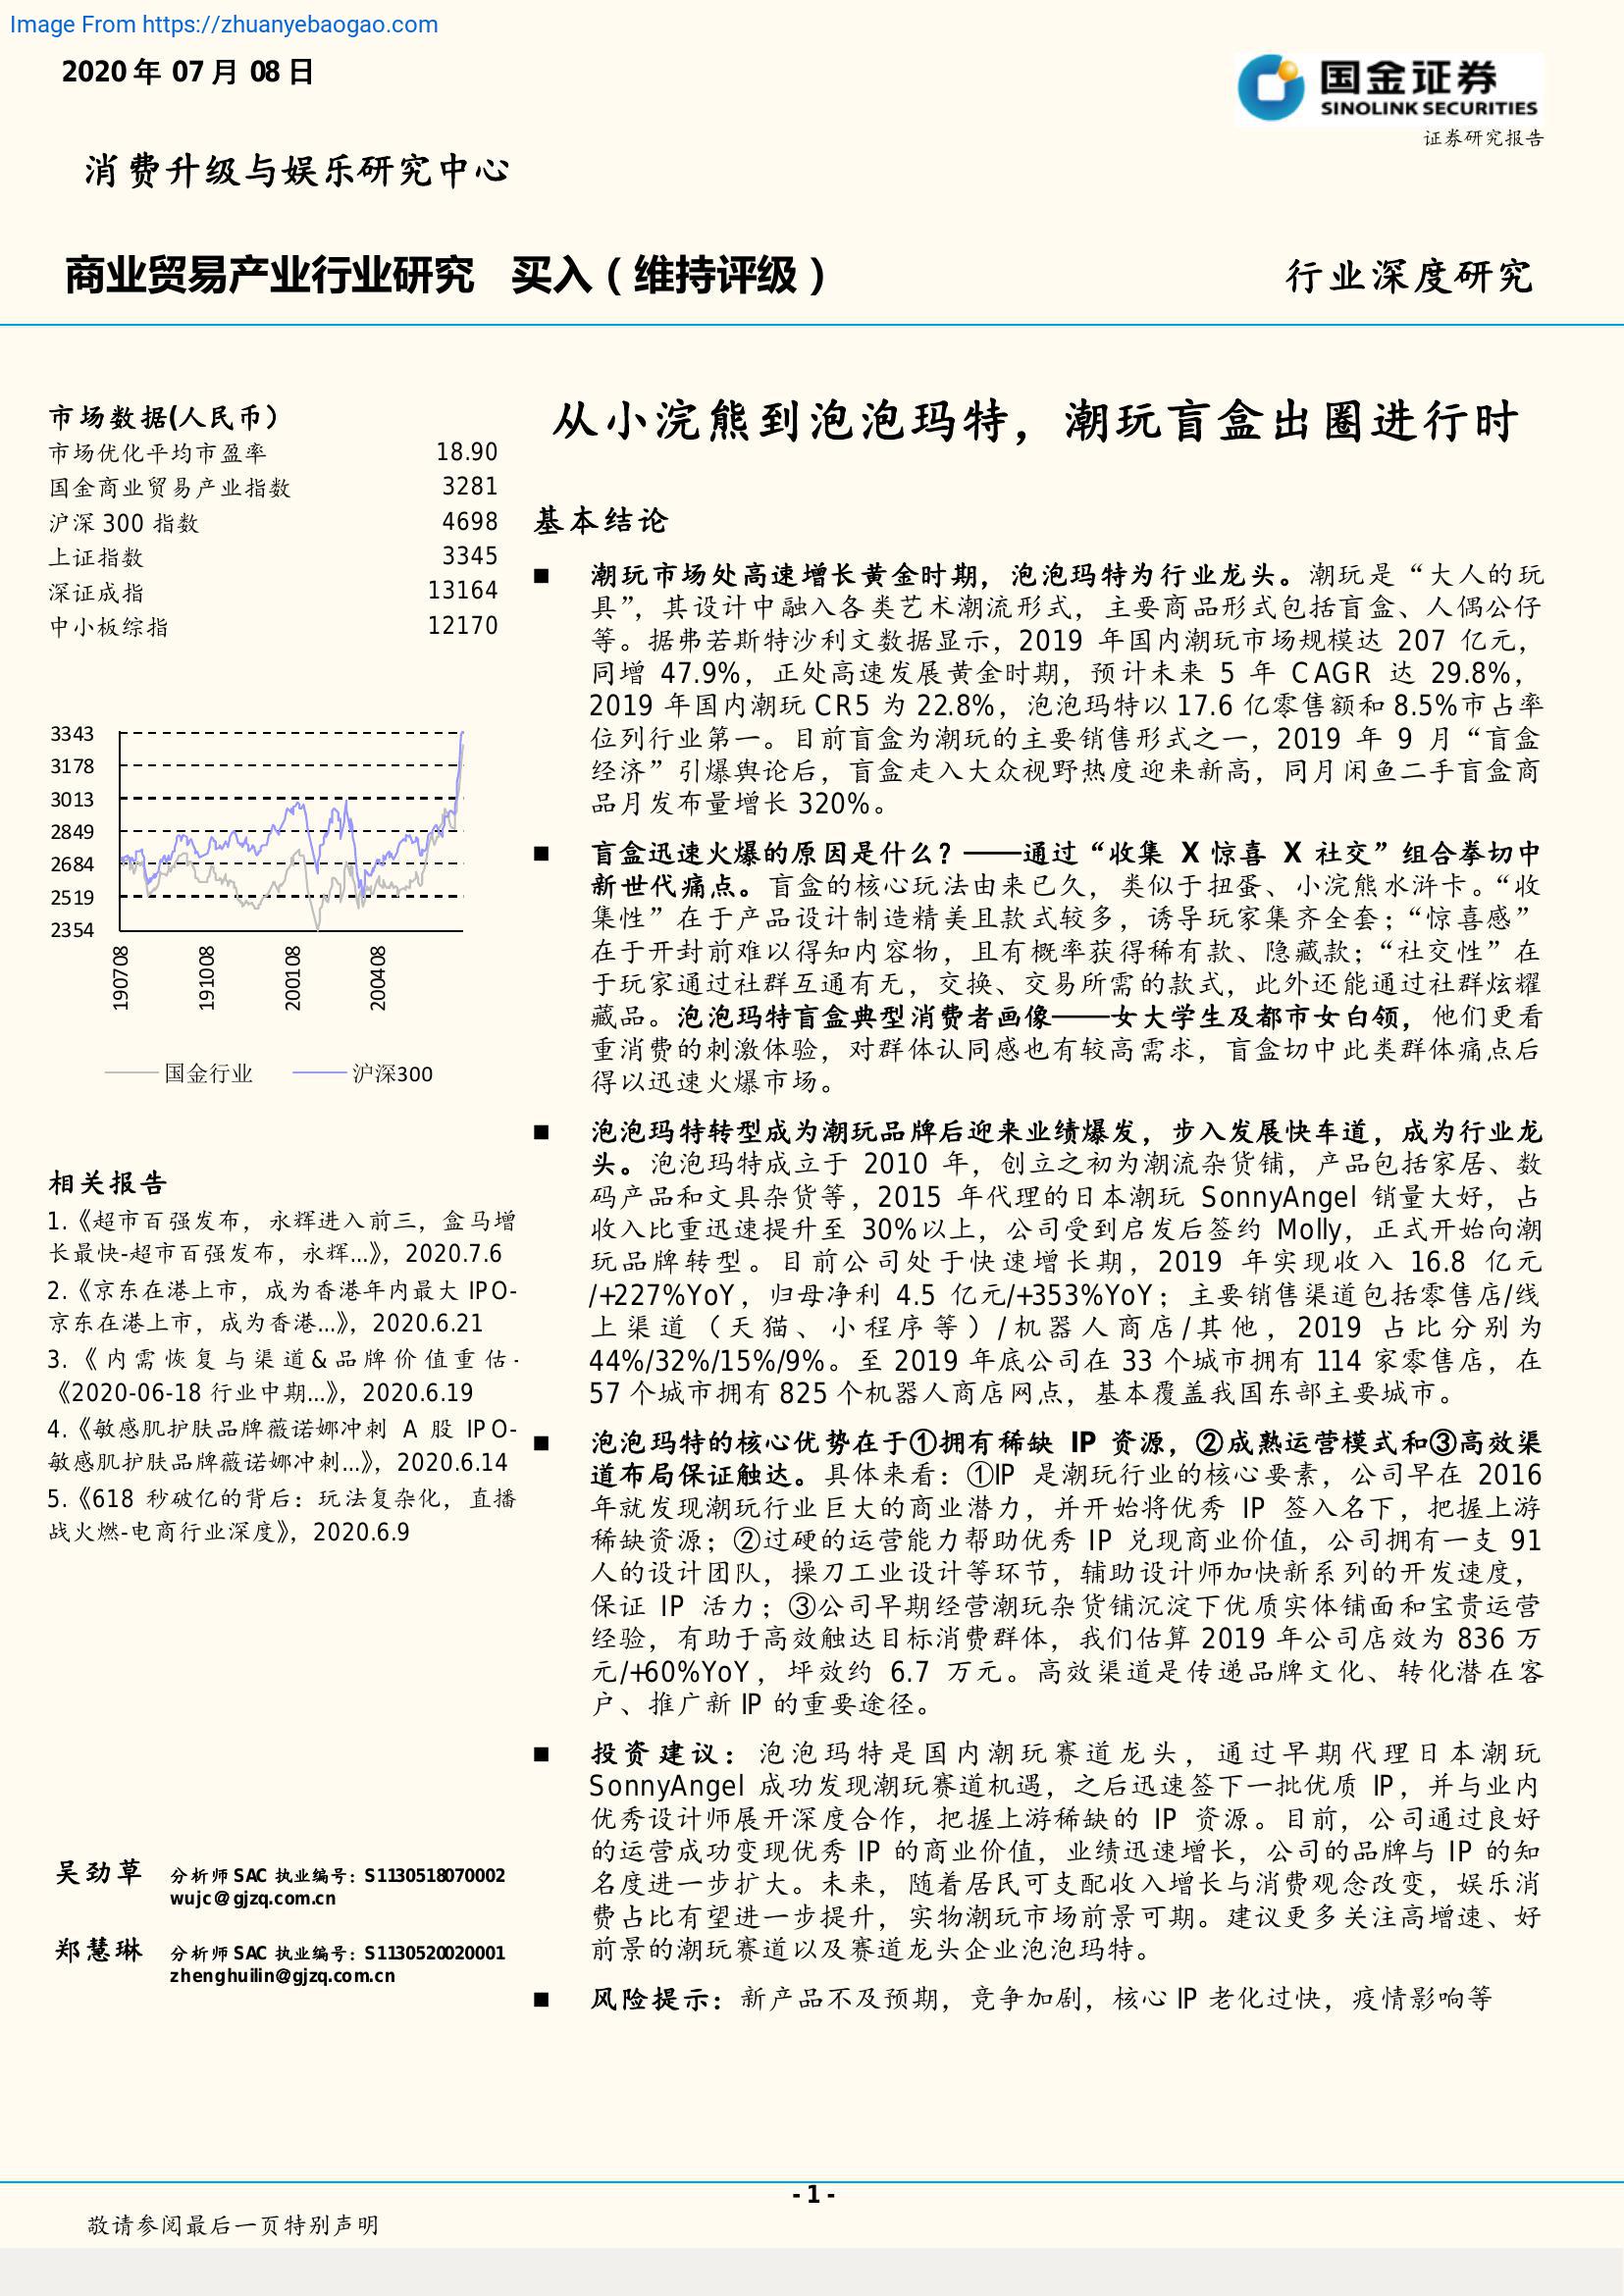 Image From https://zhuanyebaogao.com
2020 年 07 月 08 日
国金证券
SINOLINK SECURITIES
证券研究报告
消费升级与娱乐研究中心
商业贸易产业行业研究 买入（维持评级）
行业深度研究
市场数据(人民币）
市场优化平均市盈率 18.90
国金商业贸易产业指数 3281
沪深 300 指数 4698
上证指数 3345
深证成指 13164
中小板综指 12170
3343
3178
3013
2849
2684
2519
2354
190708
191008
200108
200408
国金行业 沪深300
相关报告
1.《超市百强发布，永辉进入前三，盒马增
长最快-超市百强发布，永辉...》，2020.7.6
2.《京东在港上市，成为香港年内最大 IPO-
京东在港上市，成为香港...》，2020.6.21
3.《内需恢复与渠道&品牌价值重估-
《2020-06-18 行业中期...》，2020.6.19
4.《敏感肌护肤品牌薇诺娜冲刺 A 股 IPO-
敏感肌护肤品牌薇诺娜冲刺...》，2020.6.14
5.《618 秒破亿的背后：玩法复杂化，直播
战火燃-电商行业深度》，2020.6.9
吴劲草 分析师 SAC 执业编号：S1130518070002
wujc@gjzq.com.cn
郑慧琳 分析师 SAC 执业编号：S1130520020001
zhenghuilin@gjzq.com.cn
从小浣熊到泡泡玛特，潮玩盲盒出圈进行时
基本结论
■ 潮玩市场处高速增长黄金时期，泡泡玛特为行业龙头。潮玩是“大人的玩
具”，其设计中融入各类艺术潮流形式，主要商品形式包括盲盒、人偶公仔
等。据弗若斯特沙利文数据显示，2019 年国内潮玩市场规模达 207 亿元，
同增 47.9%，正处高速发展黄金时期，预计未来 5 年 CAGR 达 29.8%，
2019 年国内潮玩 CR5 为 22.8%，泡泡玛特以 17.6 亿零售额和 8.5%市占率
位列行业第一。目前盲盒为潮玩的主要销售形式之一，2019 年 9 月“盲盒
经济”引爆舆论后，盲盒走入大众视野热度迎来新高，同月闲鱼二手盲盒商
品月发布量增长 320%。
■ 盲盒迅速火爆的原因是什么？——通过“收集 X 惊喜 X 社交”组合拳切中
新世代痛点。盲盒的核心玩法由来已久，类似于扭蛋、小浣熊水浒卡。“收
集性”在于产品设计制造精美且款式较多，诱导玩家集齐全套；“惊喜感”
在于开封前难以得知内容物，且有概率获得稀有款、隐藏款；“社交性”在
于玩家通过社群互通有无，交换、交易所需的款式，此外还能通过社群炫耀
藏品。泡泡玛特盲盒典型消费者画像——女大学生及都市女白领，他们更看
重消费的刺激体验，对群体认同感也有较高需求，盲盒切中此类群体痛点后
得以迅速火爆市场。
■ 泡泡玛特转型成为潮玩品牌后迎来业绩爆发，步入发展快车道，成为行业龙
头。泡泡玛特成立于 2010 年，创立之初为潮流杂货铺，产品包括家居、数
码产品和文具杂货等，2015 年代理的日本潮玩 SonnyAngel 销量大好，占
收入比重迅速提升至 30%以上，公司受到启发后签约 Molly，正式开始向潮
玩品牌转型。目前公司处于快速增长期，2019 年实现收入 16.8 亿元
/+227%YoY，归母净利 4.5 亿元/+353%YoY；主要销售渠道包括零售店/线
上渠道（天猫、小程序等）/机器人商店/其他，2019 占比分别为
44%/32%/15%/9%。至 2019 年底公司在 33 个城市拥有 114 家零售店，在
57 个城市拥有 825 个机器人商店网点，基本覆盖我国东部主要城市。
■ 泡泡玛特的核心优势在于①拥有稀缺 IP 资源，②成熟运营模式和③高效渠
道布局保证触达。具体来看：①IP 是潮玩行业的核心要素，公司早在 2016
年就发现潮玩行业巨大的商业潜力，并开始将优秀 IP 签入名下，把握上游
稀缺资源；②过硬的运营能力帮助优秀 IP 兑现商业价值，公司拥有一支 91
人的设计团队，操刀工业设计等环节，辅助设计师加快新系列的开发速度，
保证 IP 活力；③公司早期经营潮玩杂货铺沉淀下优质实体铺面和宝贵运营
经验，有助于高效触达目标消费群体，我们估算 2019 年公司店效为 836 万
元/+60%YoY，坪效约 6.7 万元。高效渠道是传递品牌文化、转化潜在客
户、推广新 IP 的重要途径。
■ 投资建议：泡泡玛特是国内潮玩赛道龙头，通过早期代理日本潮玩
SonnyAngel 成功发现潮玩赛道机遇，之后迅速签下一批优质 IP，并与业内
优秀设计师展开深度合作，把握上游稀缺的 IP 资源。目前，公司通过良好
的运营成功变现优秀 IP 的商业价值，业绩迅速增长，公司的品牌与 IP 的知
名度进一步扩大。未来，随着居民可支配收入增长与消费观念改变，娱乐消
费占比有望进一步提升，实物潮玩市场前景可期。建议更多关注高增速、好
前景的潮玩赛道以及赛道龙头企业泡泡玛特。
■ 风险提示：新产品不及预期，竞争加剧，核心 IP 老化过快，疫情影响等
- 1 -
敬请参阅最后一页特别声明